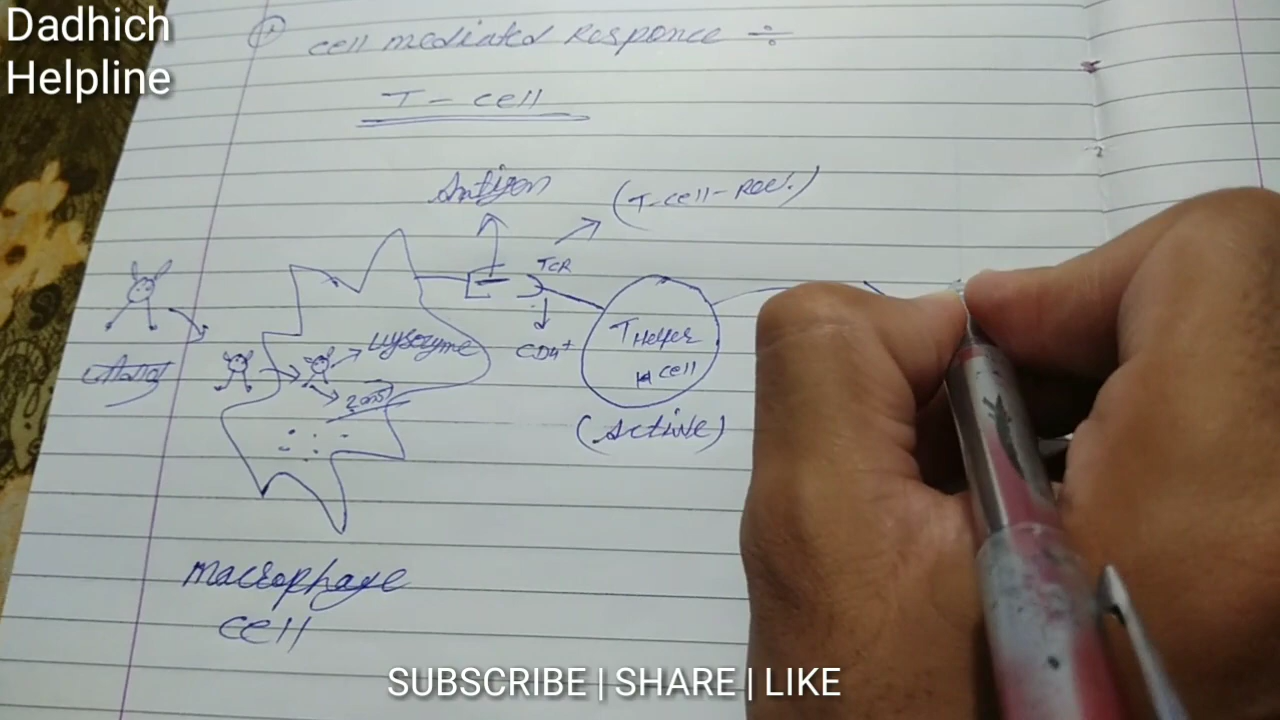 Dadhich
Helpline
cell mediated Responce ÷
T - cell
Antigen
(T-cell-Rec.)
TCR
CD4+
T Helper
cell
(Active)
Lysozyme
macrophage
cell
SUBSCRIBE | SHARE | LIKE